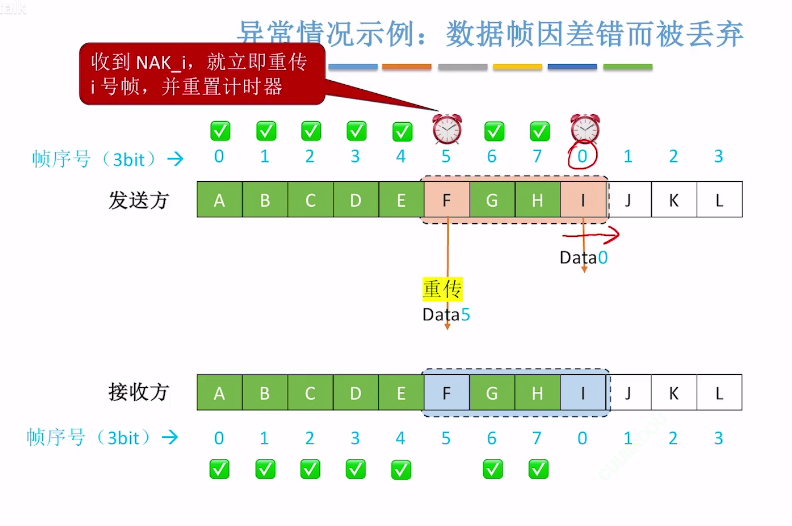 异常情况示例：数据帧因差错而被丢弃
收到 NAK_i，就立即重传
i 号帧，并重置计时器
帧序号（3bit）→ 0 1 2 3 4 5 6 7 0 1 2 3
发送方 A B C D E F G H I J K L
Data0
重传
Data5
接收方 A B C D E F G H I J K L
帧序号（3bit）→ 0 1 2 3 4 5 6 7 0 1 2 3